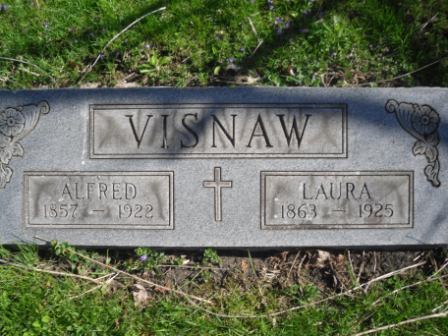 VISNAW
ALFRED
1857 — 1922
LAURA
1863 — 1925